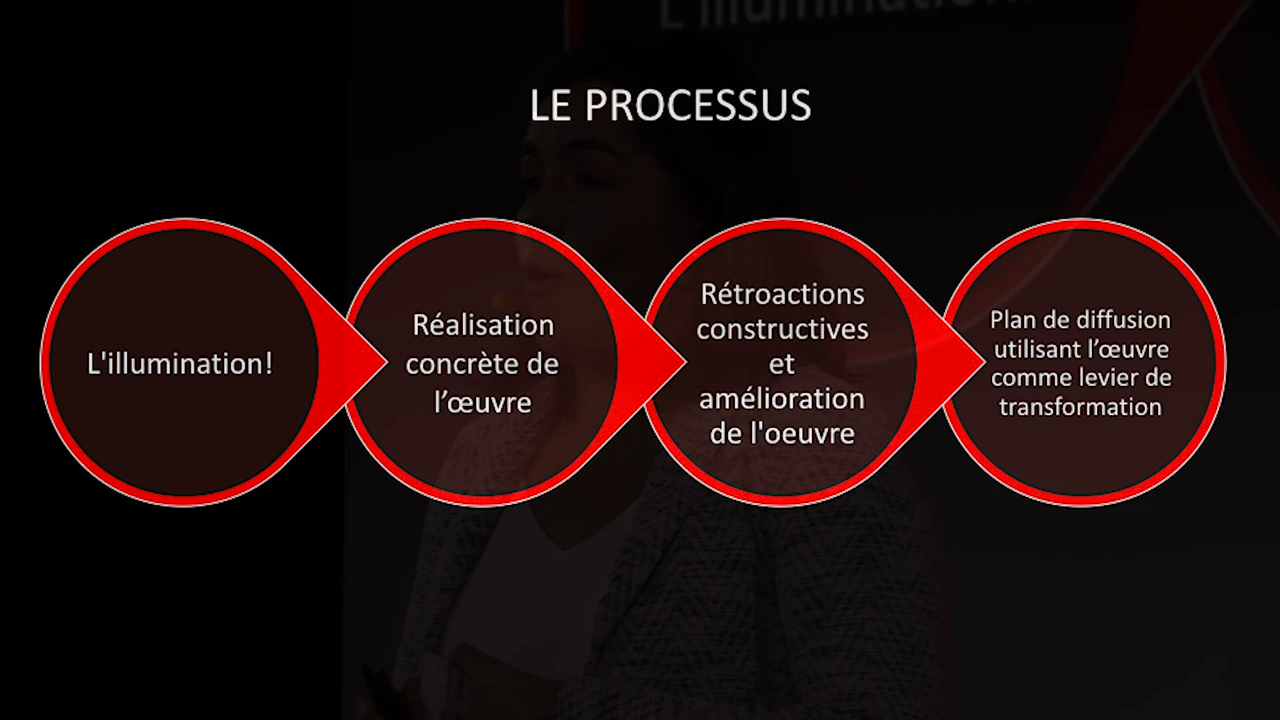 L'illumination!
LE PROCESSUS
L'illumination!
Réalisation
concrète de
l’œuvre
Rétroactions
constructives
et
amélioration
de l'oeuvre
Plan de diffusion
utilisant l’œuvre
comme levier de
transformation